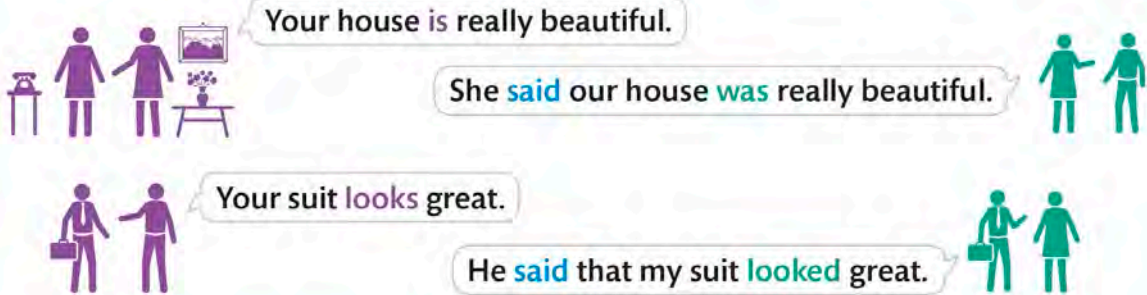 Your house is really beautiful.
She said our house was really beautiful.
Your suit looks great.
He said that my suit looked great.